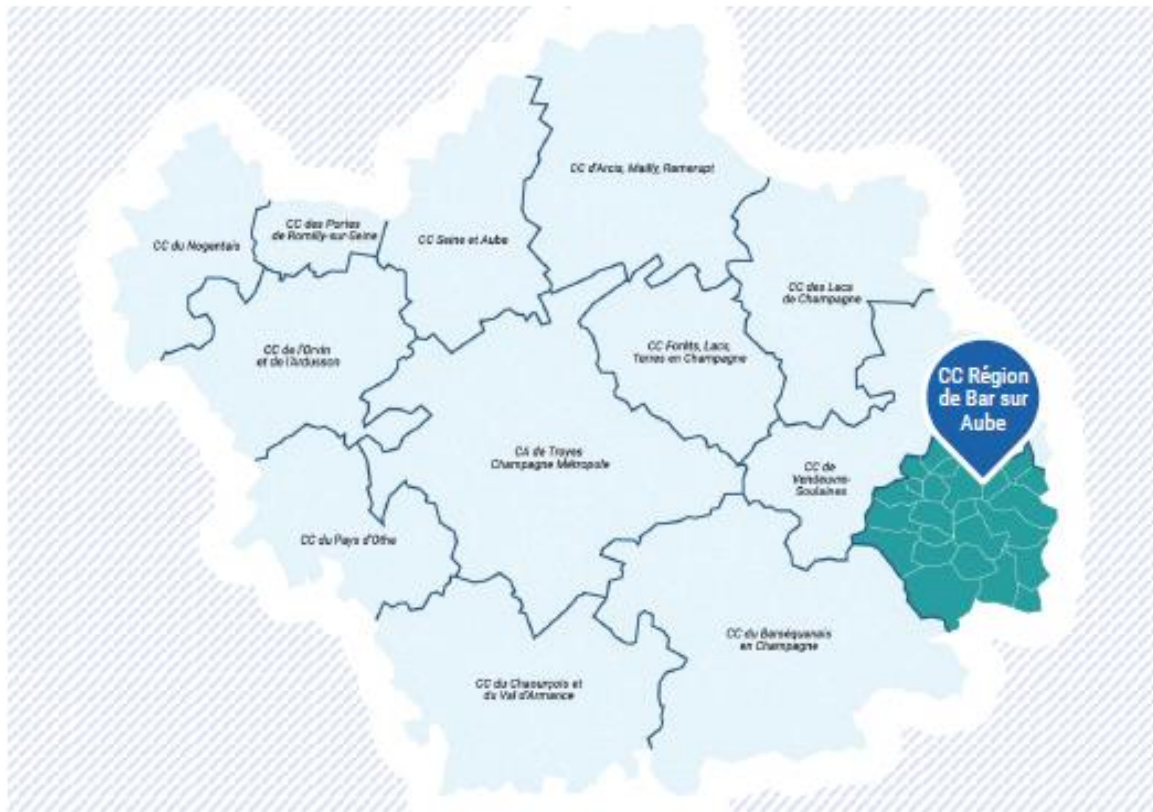 CC d'Arcis, Mailly, Ramerupt
CC des Portes
de Romilly-sur-Seine
CC du Nogentais
CC Seine et Aube
CC des Lacs
de Champagne
CC de l'Orvin
et de l'Ardusson
CC Forêts, Lacs,
Terres en Champagne
CC Région
de Bar sur
Aube
CA de Troyes
Champagne Métropole
CC de
Vendeuvre-
Soulaines
CC du Pays d'Othe
CC du Barséquanais
en Champagne
CC du Chaourçois et
du Val d'Armance